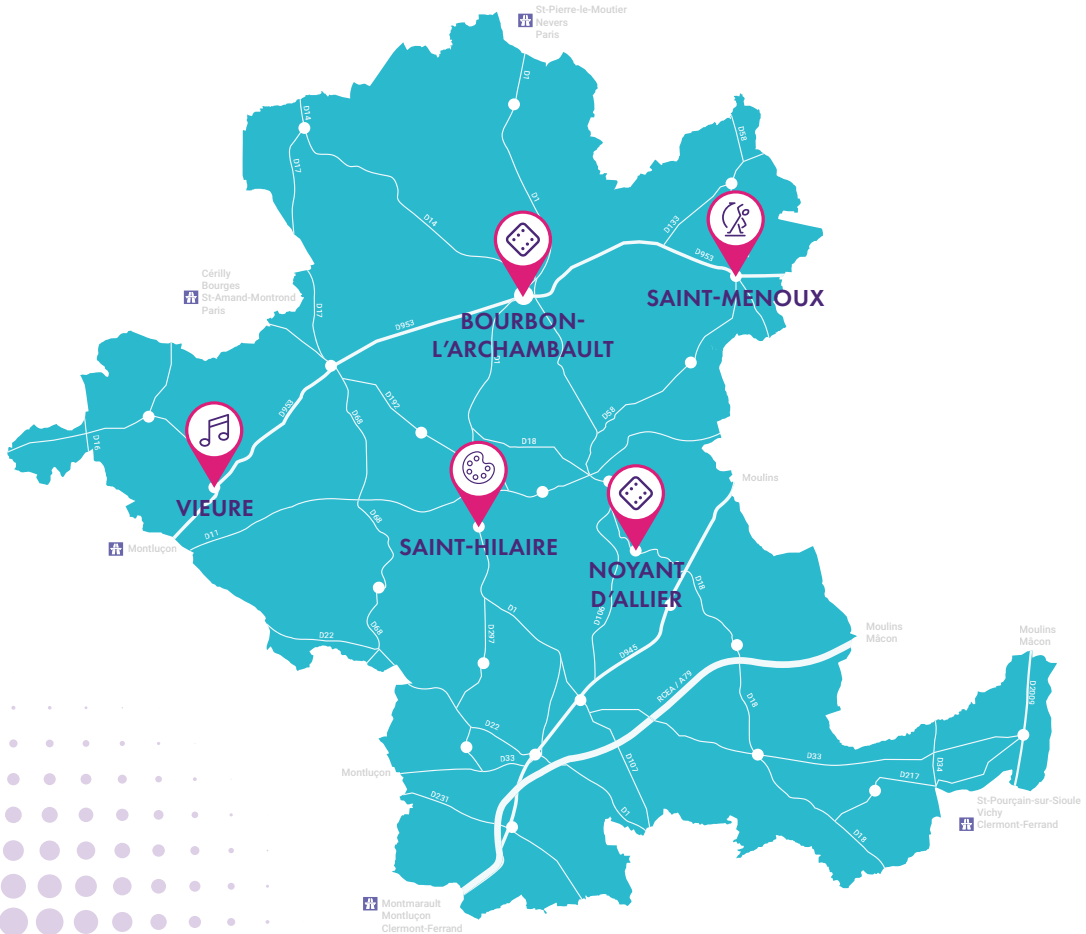 St-Pierre-le-Moutier
Nevers
Paris
D1
D14
D58
D17
D1
D14
D133
D953
Cérilly
Bourges
St-Amand-Montrond
Paris
SAINT-MENOUX
D17
D953
BOURBON-
L'ARCHAMBAULT
D1
D192
D953
D68
D58
D16
D18
Moulins
VIEURE
D68
D11
Montluçon
SAINT-HILAIRE
NOYANT
D'ALLIER
D18
D1
D106
D297
D68
D22
Moulins
Mâcon
Moulins
Mâcon
D945
RCEA / A79
D2009
D18
D22
D33
D107
D33
D34
D217
Montluçon
D231
D1
D18
St-Pourçain-sur-Sioule
Vichy
Clermont-Ferrand
Montmarault
Montluçon
Clermont-Ferrand